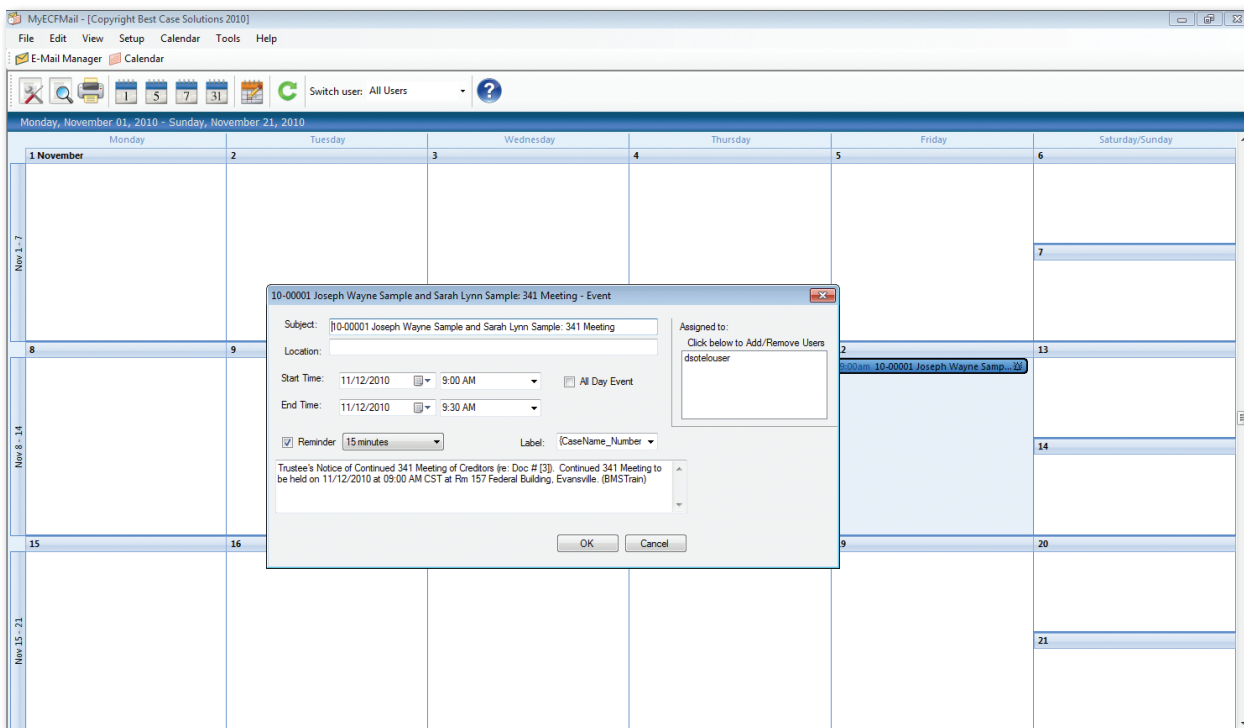 MyECFMail - [Copyright Best Case Solutions 2010]
File Edit View Setup Calendar Tools Help
E-Mail Manager Calendar
1 5 7 31 Switch user: All Users ?
Monday, November 01, 2010 - Sunday, November 21, 2010
Monday Tuesday Wednesday Thursday Friday Saturday/Sunday
1 November 2 3 4 5 6
Nov 1 - 7
7
10-00001 Joseph Wayne Sample and Sarah Lynn Sample: 341 Meeting - Event
Subject: 10-00001 Joseph Wayne Sample and Sarah Lynn Sample: 341 Meeting
Location:
Start Time: 11/12/2010 9:00 AM All Day Event
End Time: 11/12/2010 9:30 AM
Reminder 15 minutes Label: {CaseName_Number
Trustee's Notice of Continued 341 Meeting of Creditors (re: Doc # [3]). Continued 341 Meeting to
be held on 11/12/2010 at 09:00 AM CST at Rm 157 Federal Building, Evansville. (BMSTrain)
OK Cancel
Assigned to:
Click below to Add/Remove Users
dsotelouser
8 9 2 13
9:00am 10-00001 Joseph Wayne Samp...
Nov 8 - 14
14
15 16 9 20
Nov 15 - 21
21